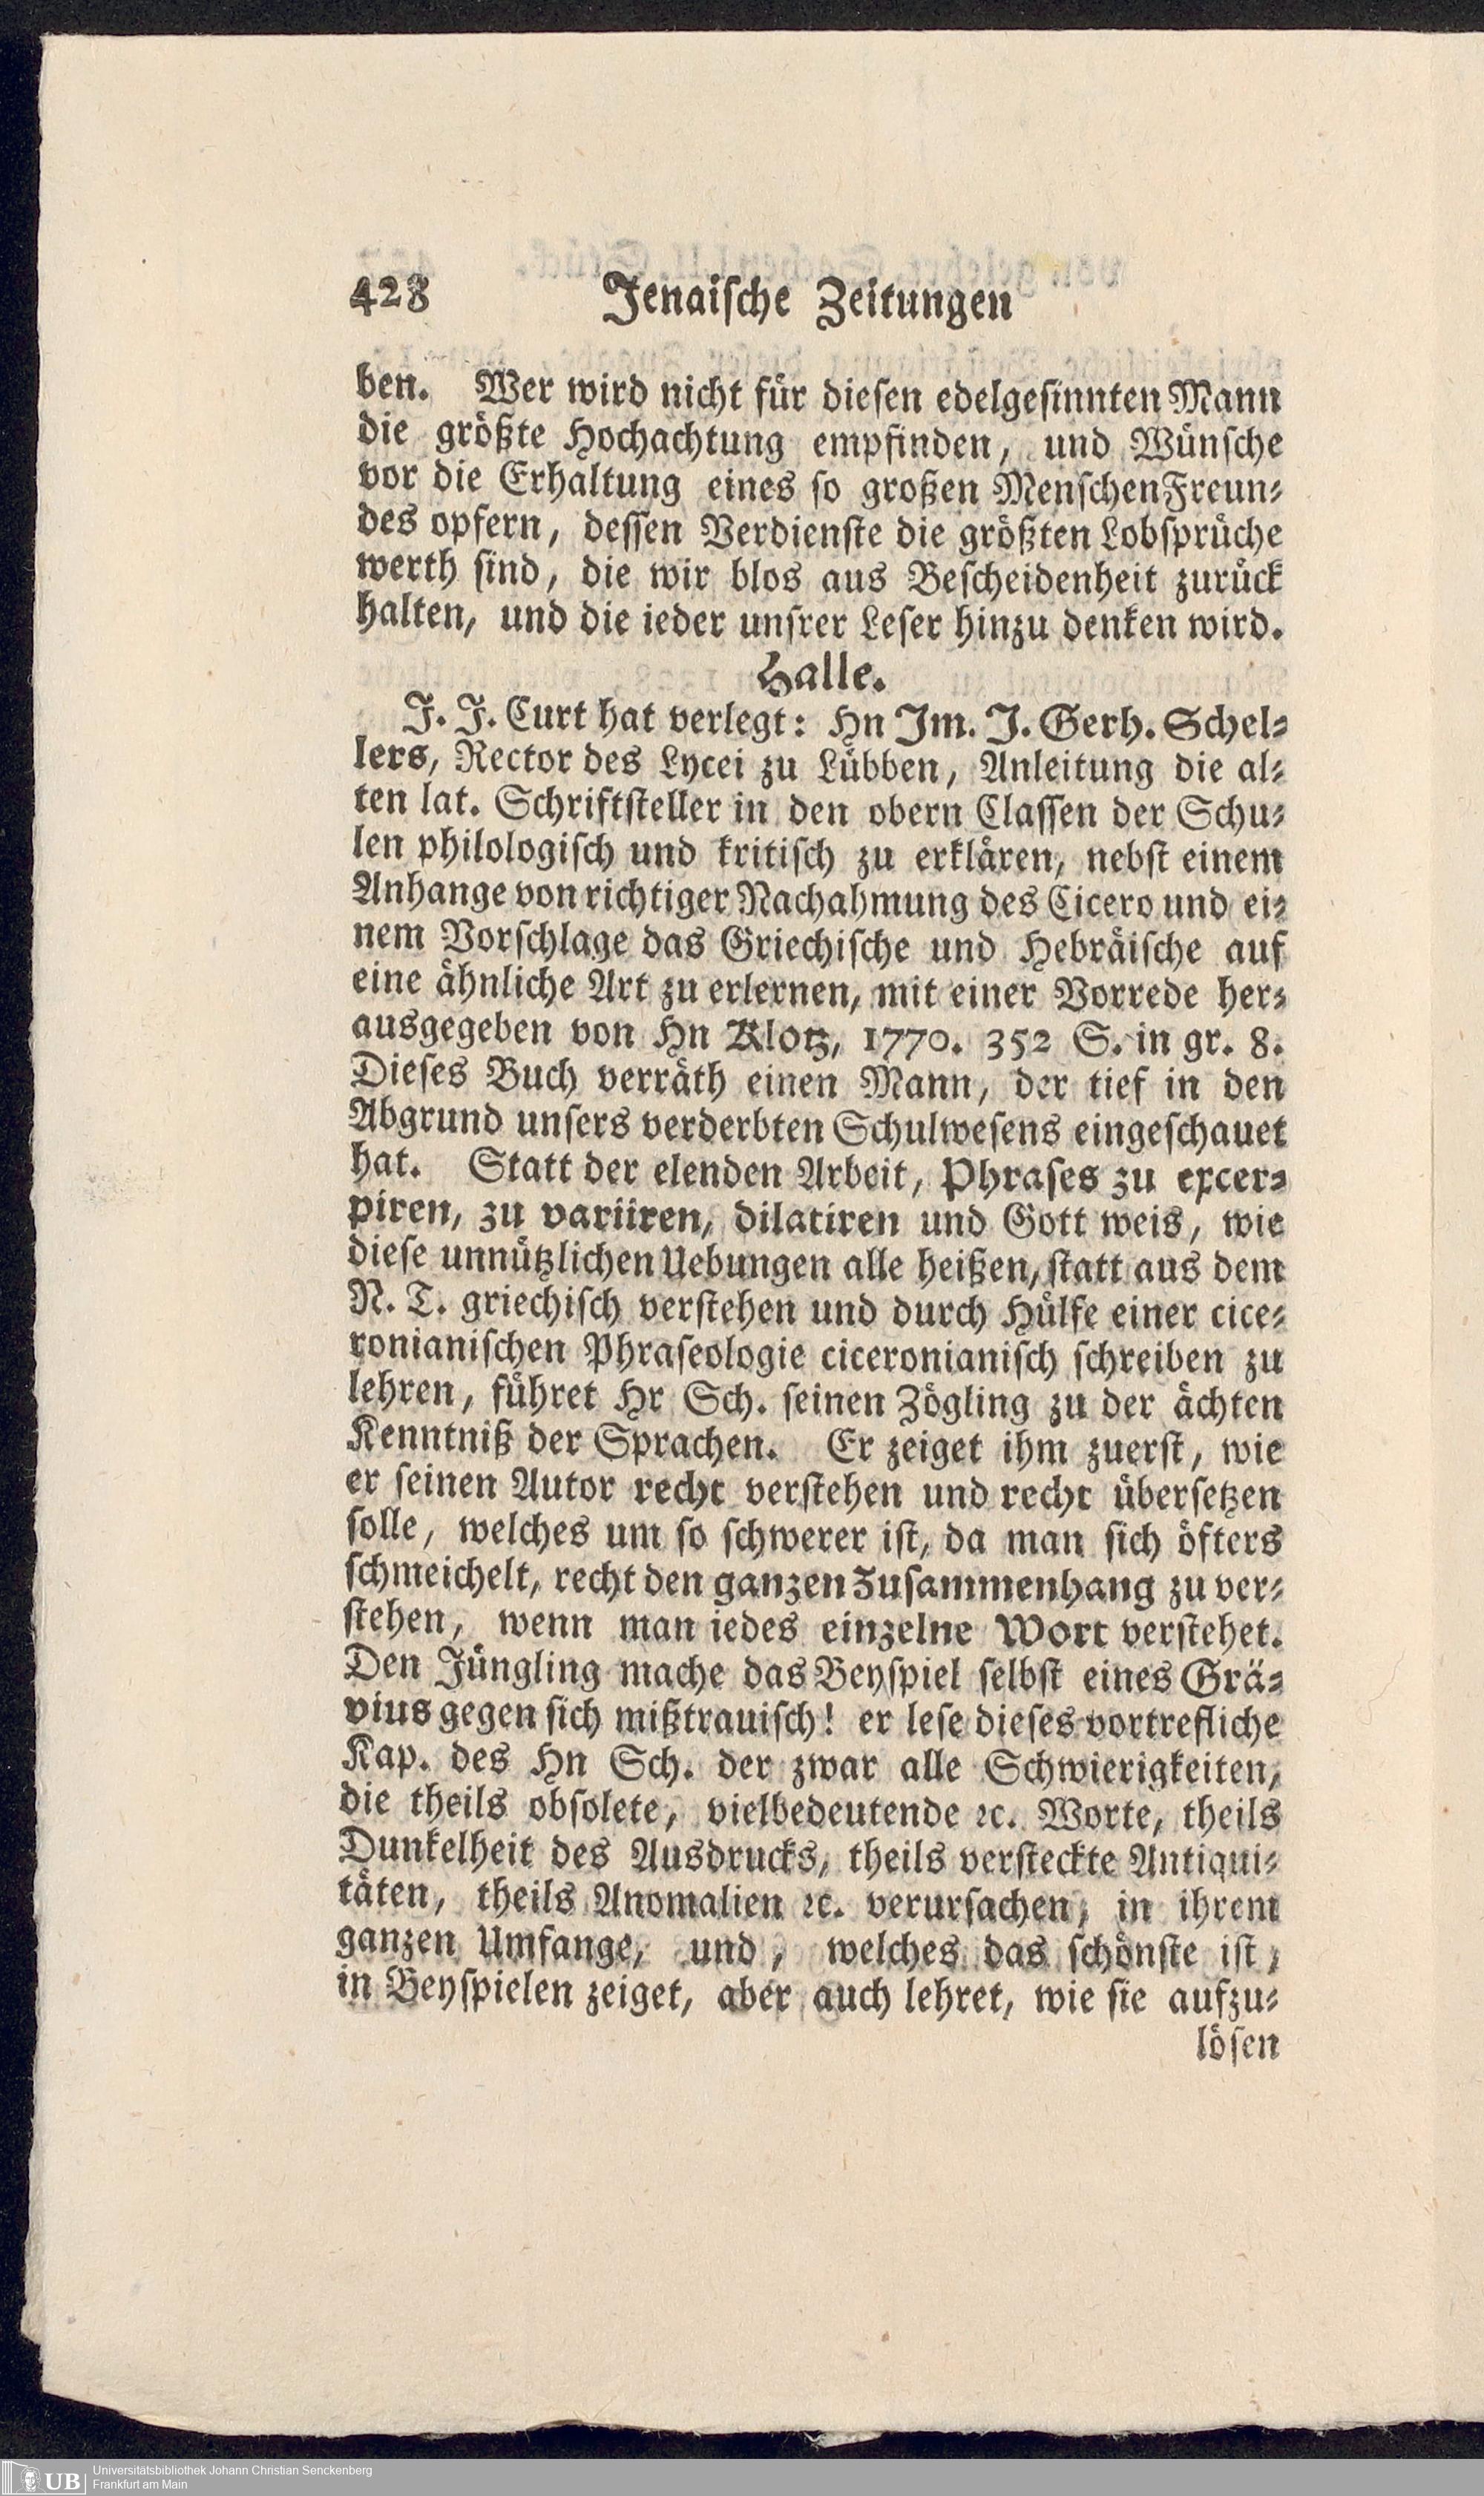 428 Jenaiſche Zeitungen
ben. Wer wird nicht für dieſen edelgeſinnten Mann
die größte Hochachtung empfinden, und Wünſche
vor die Erhaltung eines ſo großen MenſchenFreun⸗
des opfern, deſſen Verdienſte die größten Lobſprüche
werth ſind, die wir blos aus Beſcheidenheit zurück
halten, und die ieder unſrer Leſer hinzu denken wird.
Halle.
J. J. Curt hat verlegt: Hn Im. J. Gerh. Schel⸗
lers, Rector des Lycei zu Lübben, Anleitung die al⸗
ten lat. Schriftſteller in den obern Claſſen der Schu⸗
len philologiſch und kritiſch zu erklären, nebſt einem
Anhange von richtiger Nachahmung des Cicero und ei⸗
nem Vorſchlage das Griechiſche und Hebräiſche auf
eine ähnliche Art zu erlernen, mit einer Vorrede her⸗
ausgegeben von Hn Klotz, 1770. 352 S. in gr. 8.
Dieſes Buch verräth einen Mann, der tief in den
Abgrund unſers verderbten Schulweſens eingeſchauet
hat. Statt der elenden Arbeit, Phraſes zu excer⸗
piren, zu variiren, dilatiren und Gott weis, wie
dieſe unnützlichen Uebungen alle heißen, ſtatt aus dem
N. T. griechiſch verſtehen und durch Hülfe einer cice⸗
ronianiſchen Phraſeologie ciceronianiſch ſchreiben zu
lehren, führet Hr Sch. ſeinen Zögling zu der ächten
Kenntniß der Sprachen. Er zeiget ihm zuerſt, wie
er ſeinen Autor recht verſtehen und recht überſetzen
ſolle, welches um ſo ſchwerer iſt, da man ſich öfters
ſchmeichelt, recht den ganzen Zuſammenhang zu ver⸗
ſtehen, wenn man iedes einzelne Wort verſtehet.
Den Jüngling mache das Beyſpiel ſelbſt eines Grä⸗
vius gegen ſich mißtrauiſch! er leſe dieſes vortrefliche
Kap. des Hn Sch. der zwar alle Schwierigkeiten,
die theils obſolete, vielbedeutende ꝛc. Worte, theils
Dunkelheit des Ausdrucks, theils verſteckte Antiqui⸗
täten, theils Anomalien ꝛc. verurſachen, in ihrem
ganzen Umfange, und, welches das ſchönſte iſt,
in Beyſpielen zeiget, aber auch lehret, wie ſie aufzu⸗
löſen
UB Universitätsbibliothek Johann Christian Senckenberg
Frankfurt am Main